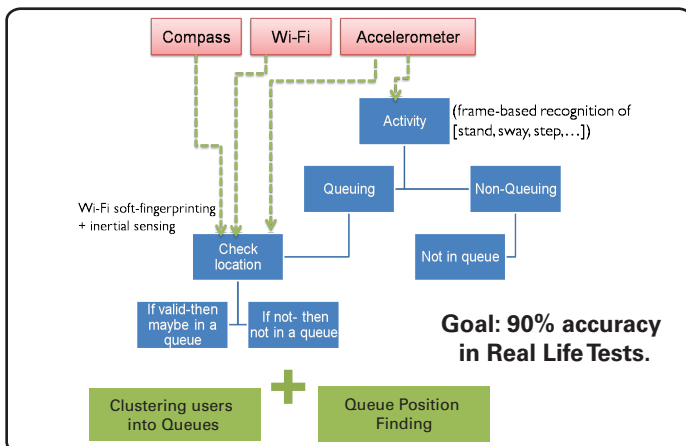 Compass
Wi-Fi
Accelerometer
Activity
(frame-based recognition of
[stand, sway, step,...])
Queuing
Non-Queuing
Wi-Fi soft-fingerprinting
+ inertial sensing
Check
location
Not in queue
If valid-then
maybe in a
queue
If not- then
not in a queue
Goal: 90% accuracy
in Real Life Tests.
+
Clustering users
into Queues
Queue Position
Finding